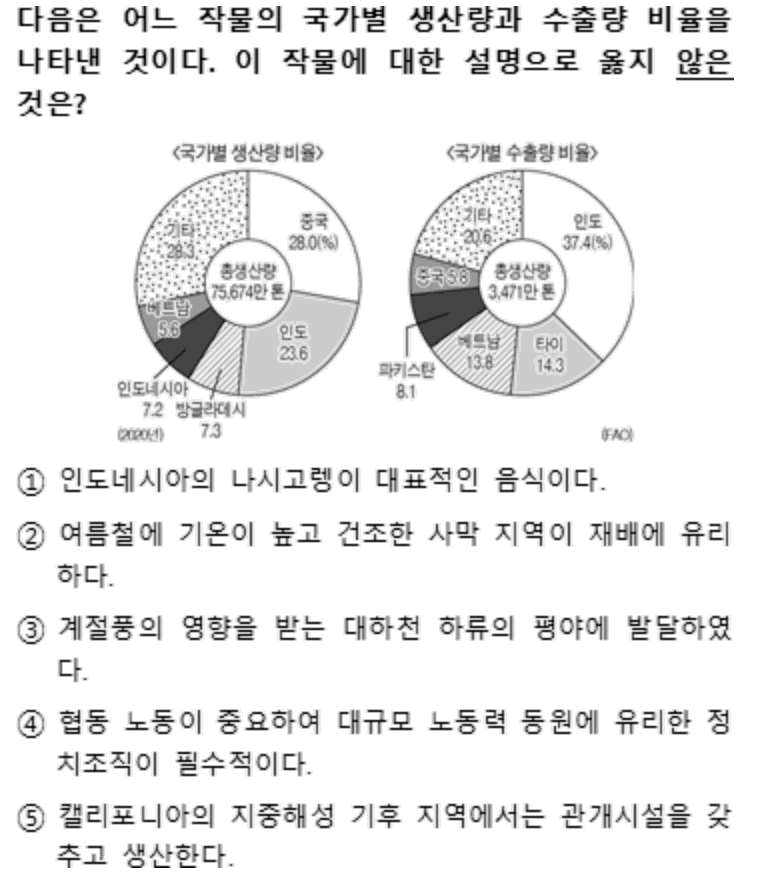 다음은 어느 작물의 국가별 생산량과 수출량 비율을
나타낸 것이다. 이 작물에 대한 설명으로 옳지 않은
것은?
<국가별 생산량 비율>
중국
28.0(%)
인도
23.6
방글라데시
7.3
인도네시아
7.2
베트남
5.6
기타
28.3
총생산량
75,674만 톤
(2020년)
<국가별 수출량 비율>
인도
37.4(%)
타이
14.3
베트남
13.8
파키스탄
8.1
중국 5.8
기타
20.6
총생산량
3,471만 톤
(FAO)
① 인도네시아의 나시고렝이 대표적인 음식이다.
② 여름철에 기온이 높고 건조한 사막 지역이 재배에 유리
하다.
③ 계절풍의 영향을 받는 대하천 하류의 평야에 발달하였
다.
④ 협동 노동이 중요하여 대규모 노동력 동원에 유리한 정
치조직이 필수적이다.
⑤ 캘리포니아의 지중해성 기후 지역에서는 관개시설을 갖
추고 생산한다.